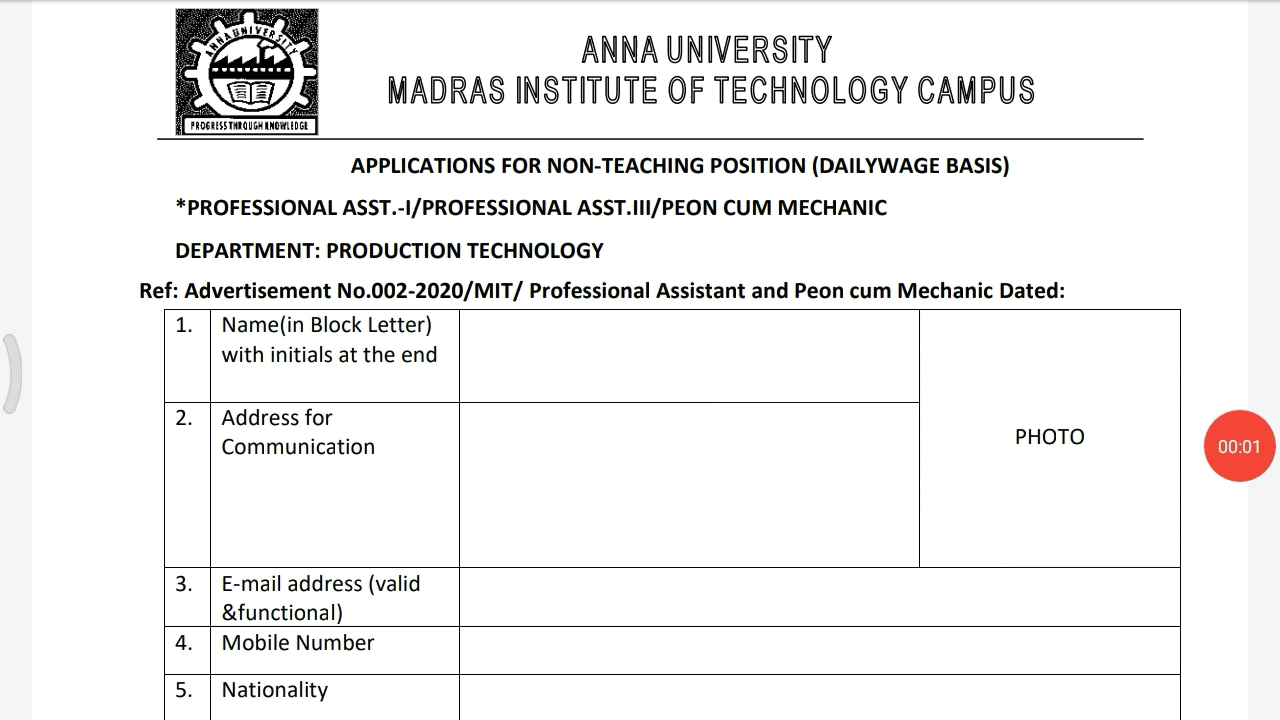 ANNA UNIVERSITY
PROGRESS THROUGH KNOWLEDGE
ANNA UNIVERSITY
MADRAS INSTITUTE OF TECHNOLOGY CAMPUS
APPLICATIONS FOR NON-TEACHING POSITION (DAILYWAGE BASIS)
*PROFESSIONAL ASST.-I/PROFESSIONAL ASST.III/PEON CUM MECHANIC
DEPARTMENT: PRODUCTION TECHNOLOGY
Ref: Advertisement No.002-2020/MIT/ Professional Assistant and Peon cum Mechanic Dated:
1. Name(in Block Letter)
with initials at the end
2. Address for
Communication
PHOTO
00:01
3. E-mail address (valid
&functional)
4. Mobile Number
5. Nationality